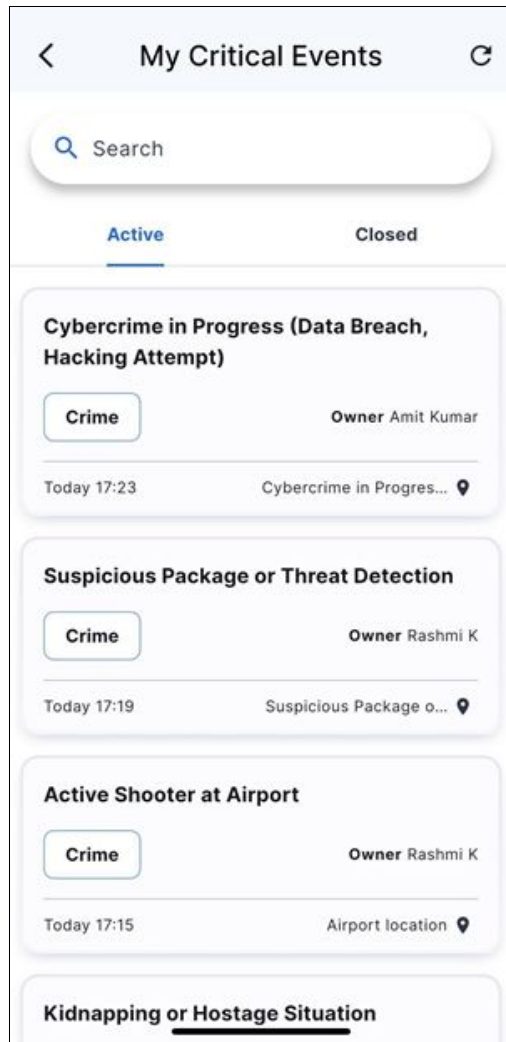 My Critical Events
Search
Active Closed
Cybercrime in Progress (Data Breach,
Hacking Attempt)
Crime Owner Amit Kumar
Today 17:23 Cybercrime in Progres...
Suspicious Package or Threat Detection
Crime Owner Rashmi K
Today 17:19 Suspicious Package o...
Active Shooter at Airport
Crime Owner Rashmi K
Today 17:15 Airport location
Kidnapping or Hostage Situation